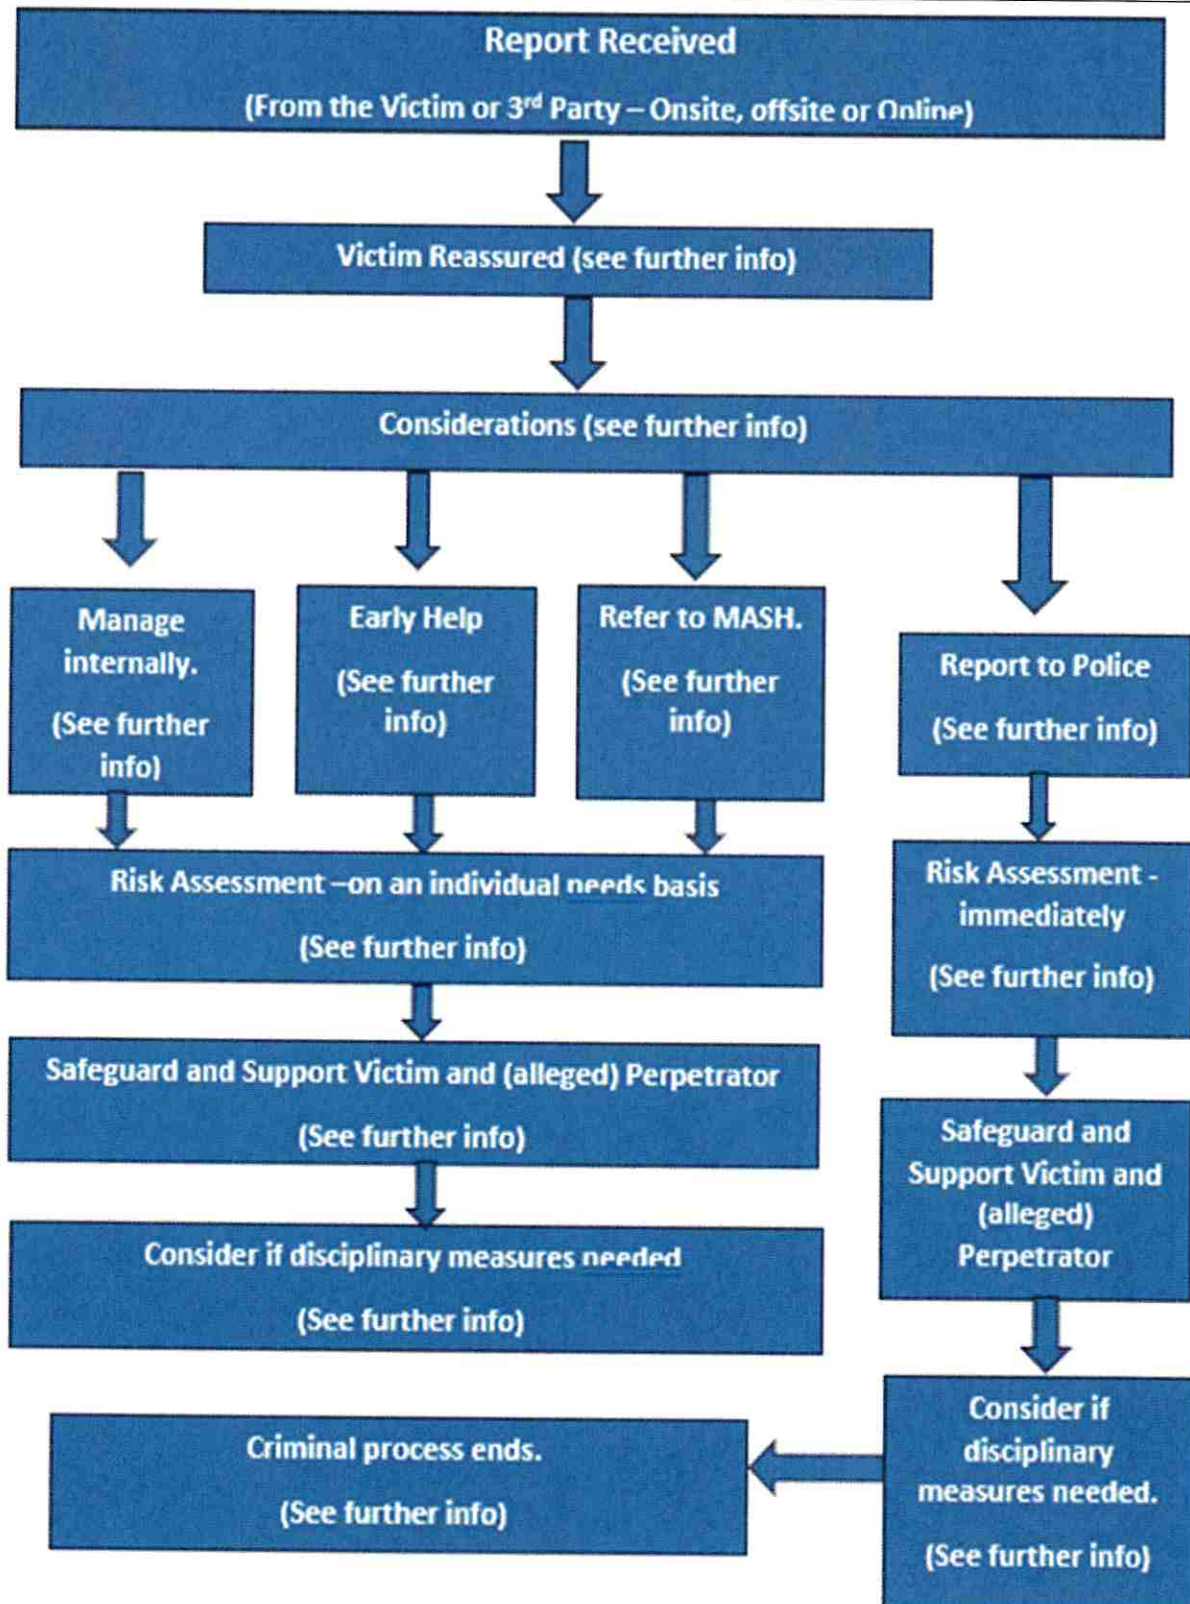 Report Received
(From the Victim or 3rd Party – Onsite, offsite or Online)
Victim Reassured (see further info)
Considerations (see further info)
Manage
internally.
(See further
info)
Early Help
(See further
info)
Refer to MASH.
(See further
info)
Report to Police
(See further info)
Risk Assessment –on an individual needs basis
(See further info)
Risk Assessment -
immediately
(See further info)
Safeguard and Support Victim and (alleged) Perpetrator
(See further info)
Safeguard and
Support Victim and
(alleged)
Perpetrator
Consider if disciplinary measures needed
(See further info)
Consider if
disciplinary
measures needed.
(See further info)
Criminal process ends.
(See further info)